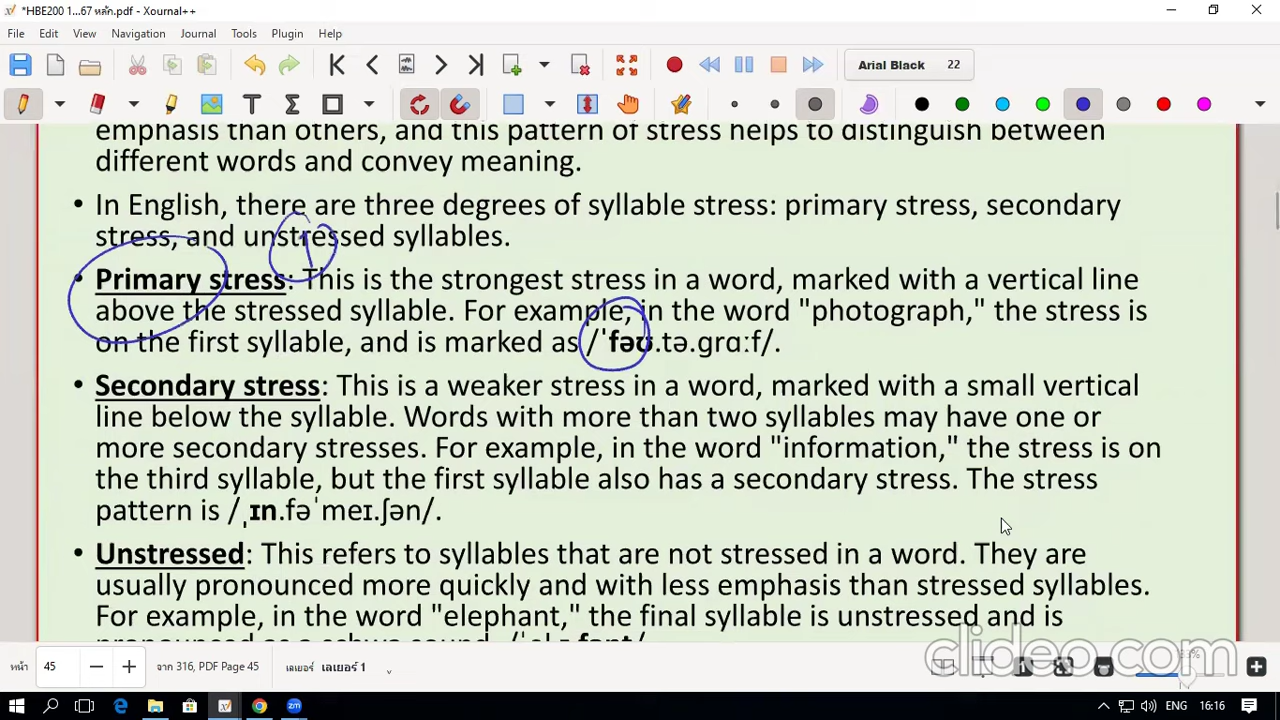 *HBE200 1...67 หลัก.pdf - Xournal++
File Edit View Navigation Journal Tools Plugin Help
Arial Black 22
emphasis than others, and this pattern of stress helps to distinguish between
different words and convey meaning.
• In English, there are three degrees of syllable stress: primary stress, secondary
stress, and unstressed syllables.
1
• Primary stress: This is the strongest stress in a word, marked with a vertical line
above the stressed syllable. For example, in the word "photograph," the stress is
on the first syllable, and is marked as /ˈfəʊ.tə.ɡrɑːf/.
• Secondary stress: This is a weaker stress in a word, marked with a small vertical
line below the syllable. Words with more than two syllables may have one or
more secondary stresses. For example, in the word "information," the stress is on
the third syllable, but the first syllable also has a secondary stress. The stress
pattern is /ˌɪn.fəˈmeɪ.ʃən/.
• Unstressed: This refers to syllables that are not stressed in a word. They are
usually pronounced more quickly and with less emphasis than stressed syllables.
For example, in the word "elephant," the final syllable is unstressed and is
pronounced as a schwa sound
clideo.com
หน้า 45 จาก 316, PDF Page 45 เลเยอร์ เลเยอร์ 1
ENG 16:16